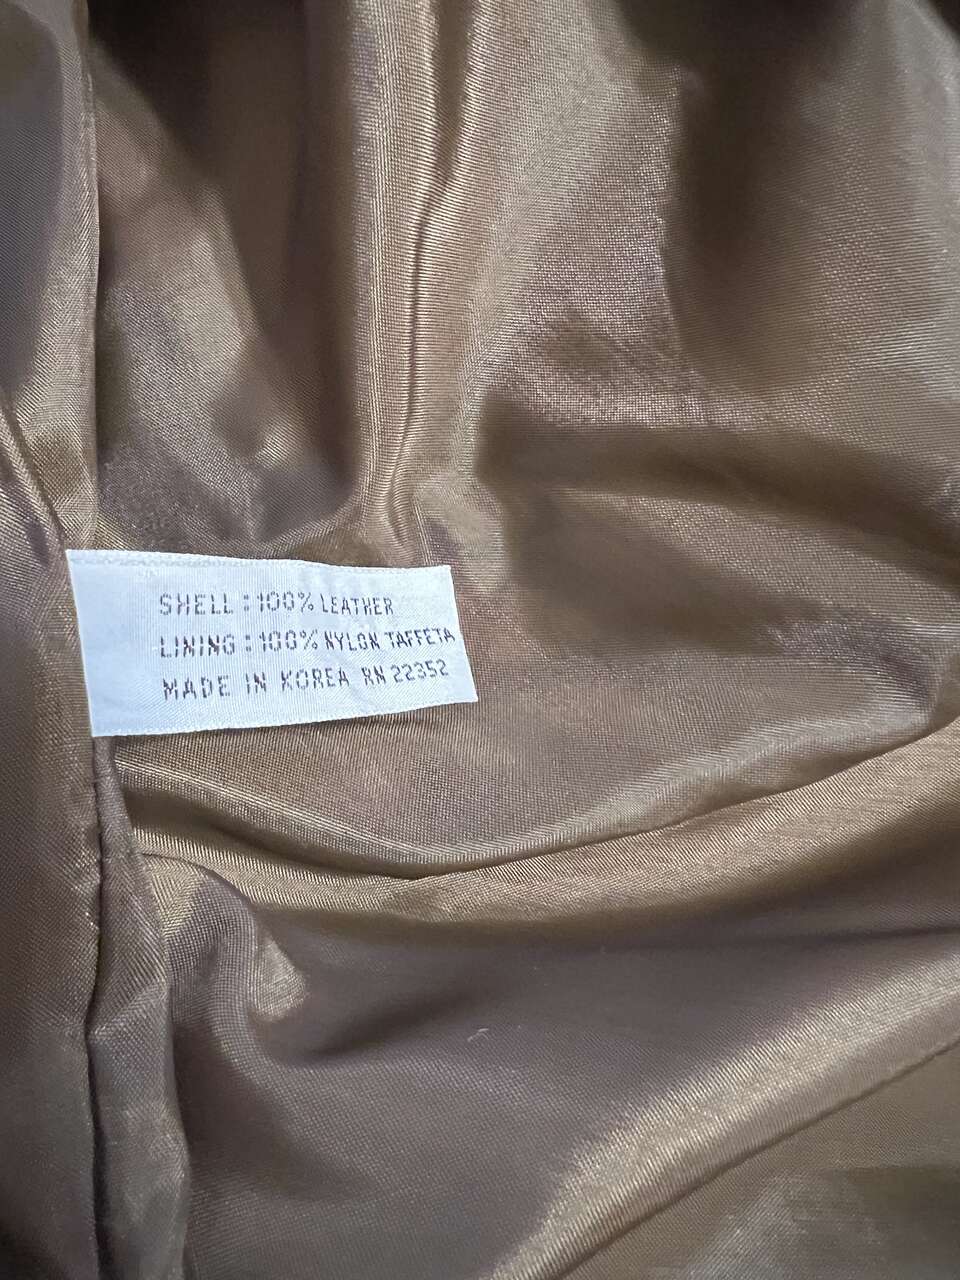 SHELL : 100% LEATHER
LINING : 100% NYLON TAFFETA
MADE IN KOREA RN 22352